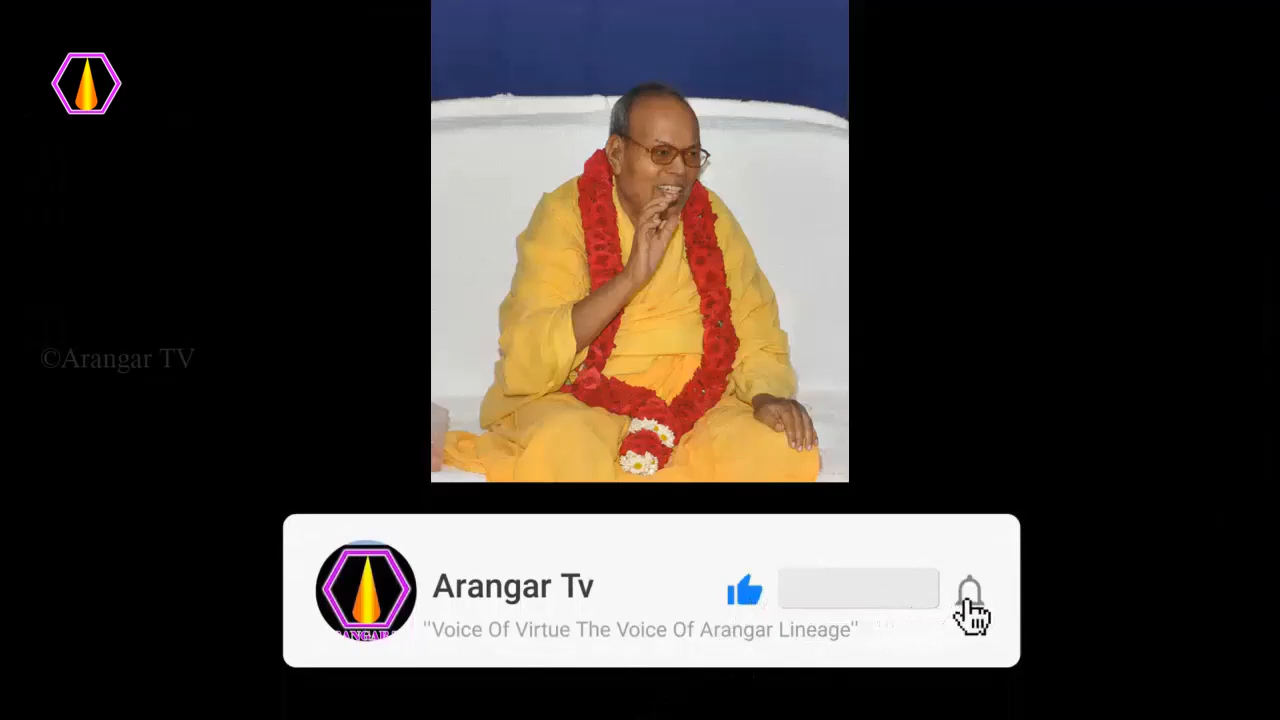 ©Arangar TV
Arangar Tv
"Voice Of Virtue The Voice Of Arangar Lineage"